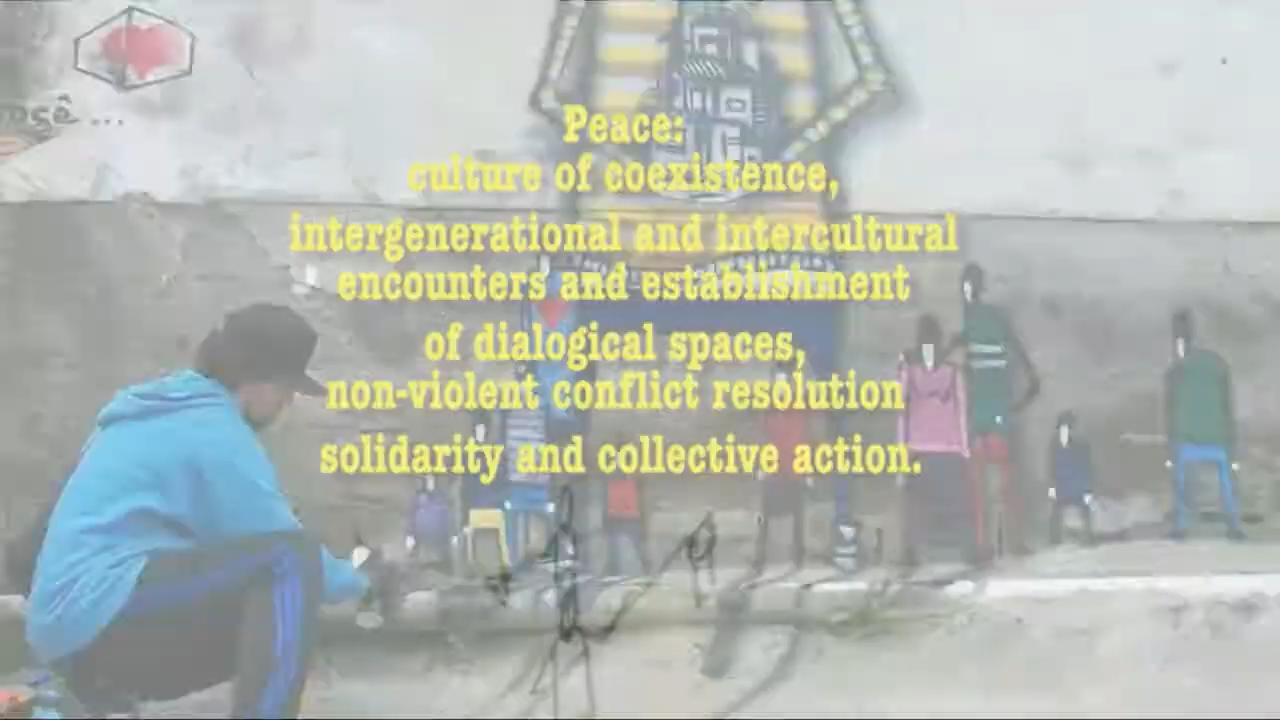 Peace:
culture of coexistence,
intergenerational and intercultural
encounters and establishment
of dialogical spaces,
non-violent conflict resolution
solidarity and collective action.